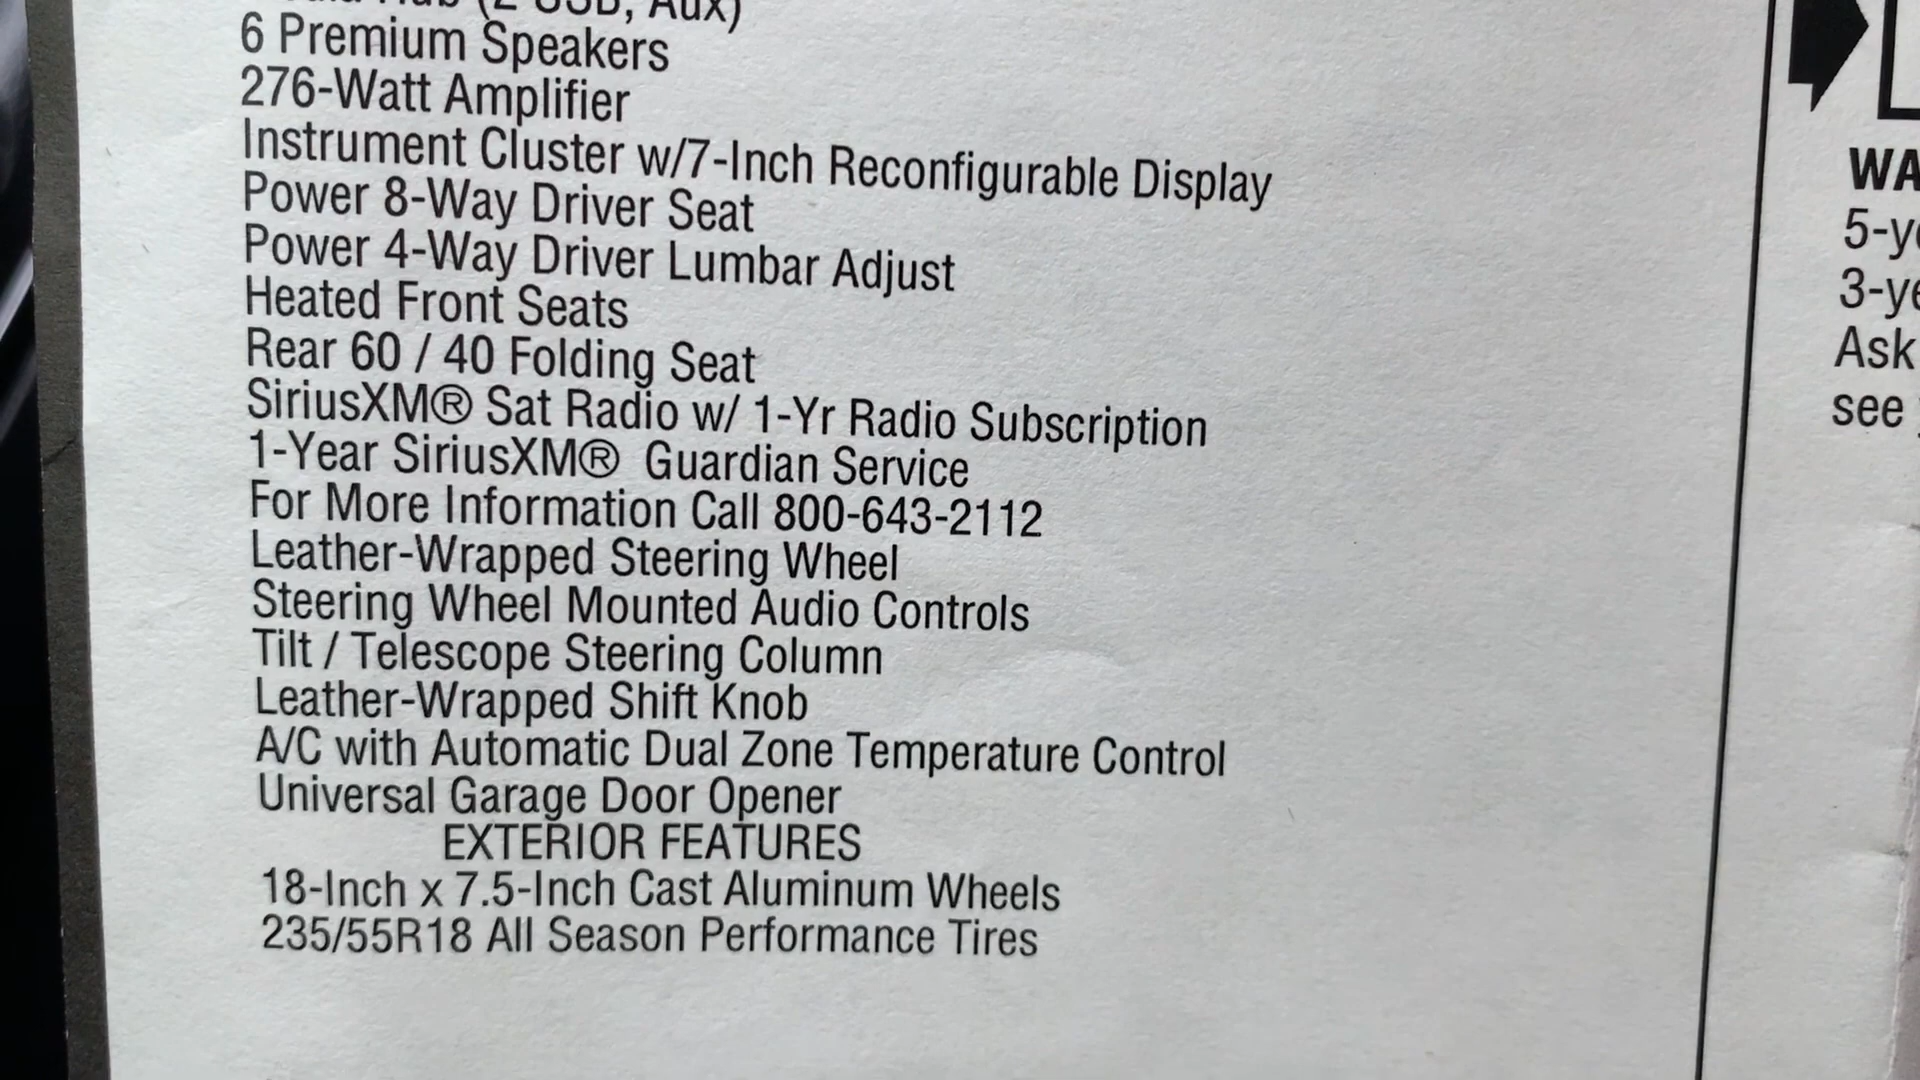 (2 USB, Aux)
6 Premium Speakers
276-Watt Amplifier
Instrument Cluster w/7-Inch Reconfigurable Display
Power 8-Way Driver Seat
Power 4-Way Driver Lumbar Adjust
Heated Front Seats
Rear 60 / 40 Folding Seat
SiriusXM® Sat Radio w/ 1-Yr Radio Subscription
1-Year SiriusXM® Guardian Service
For More Information Call 800-643-2112
Leather-Wrapped Steering Wheel
Steering Wheel Mounted Audio Controls
Tilt / Telescope Steering Column
Leather-Wrapped Shift Knob
A/C with Automatic Dual Zone Temperature Control
Universal Garage Door Opener
EXTERIOR FEATURES
18-Inch x 7.5-Inch Cast Aluminum Wheels
235/55R18 All Season Performance Tires
WA
5-y
3-ye
Ask
see